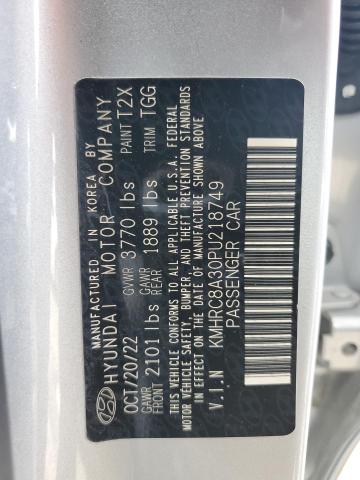 MANUFACTURED IN KOREA BY
HYUNDAI MOTOR COMPANY
OCT/20/22 GVWR 3770 lbs PAINT T2X
GAWR FRONT 2101 lbs GAWR REAR 1889 lbs TRIM TGG
THIS VEHICLE CONFORMS TO ALL APPLICABLE U.S.A. FEDERAL
MOTOR VEHICLE SAFETY, BUMPER, AND THEFT PREVENTION STANDARDS
IN EFFECT ON THE DATE OF MANUFACTURE SHOWN ABOVE
V.I.N KMHRC8A30PU218749
PASSENGER CAR